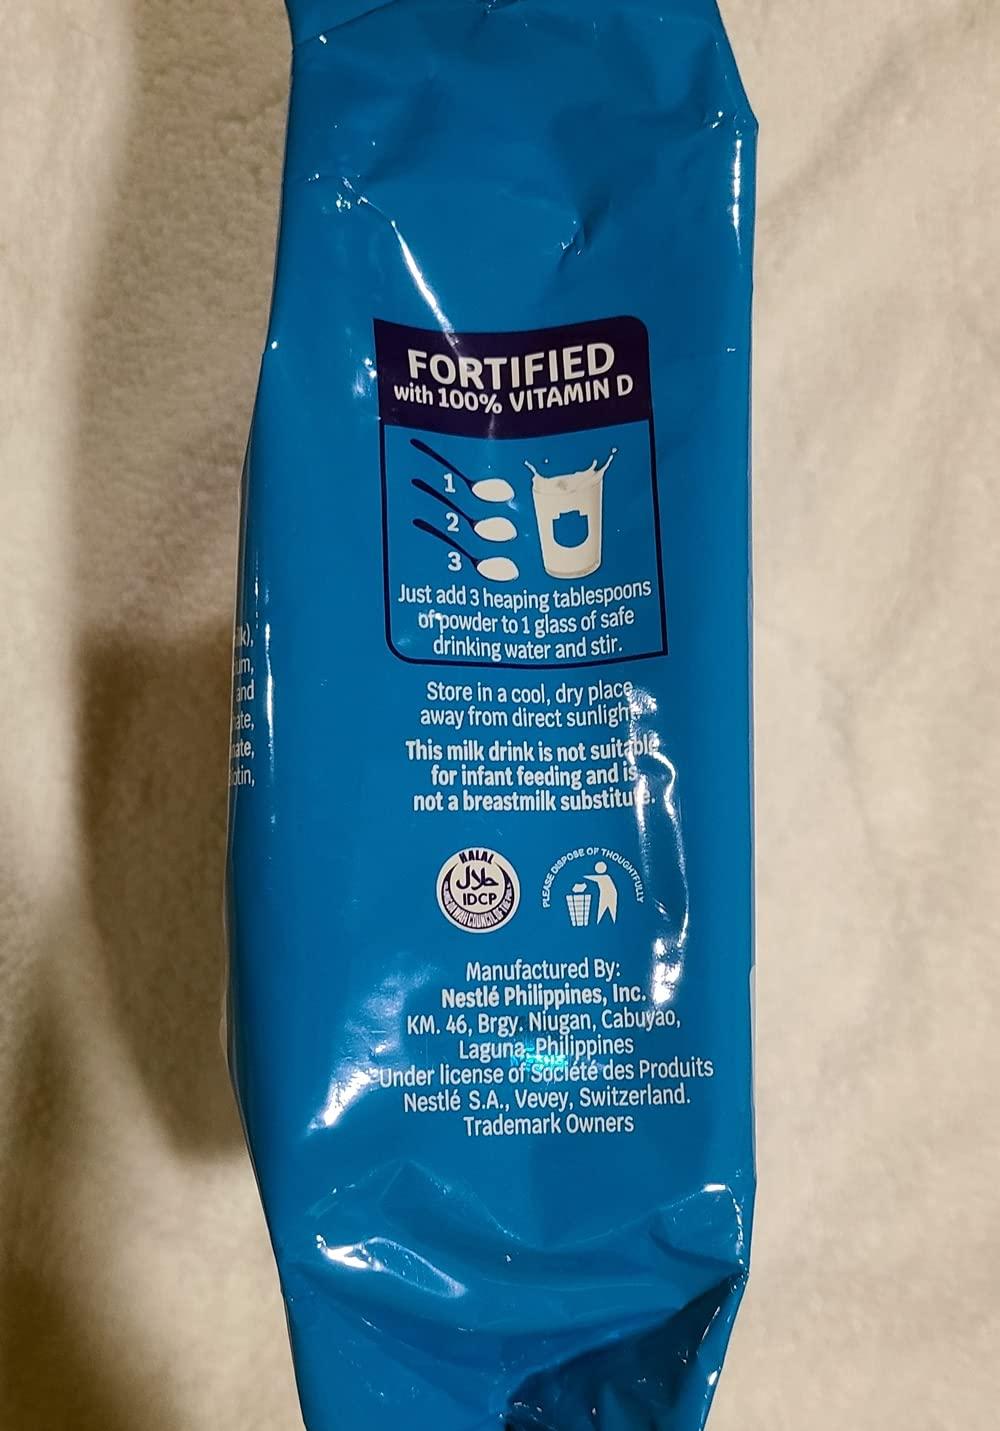 FORTIFIED
with 100% VITAMIN D
1
2
3
Just add 3 heaping tablespoons
of powder to 1 glass of safe
drinking water and stir.
Store in a cool, dry place
away from direct sunlight
This milk drink is not suitable
for infant feeding and is
not a breastmilk substitute.
HALAL
حلال
IDCP
PLEASE DISPOSE OF THOUGHTFULLY
Manufactured By:
Nestlé Philippines, Inc.
KM. 46, Brgy. Niugan, Cabuyao,
Laguna, Philippines
Under license of Société des Produits
Nestlé S.A., Vevey, Switzerland.
Trademark Owners
and